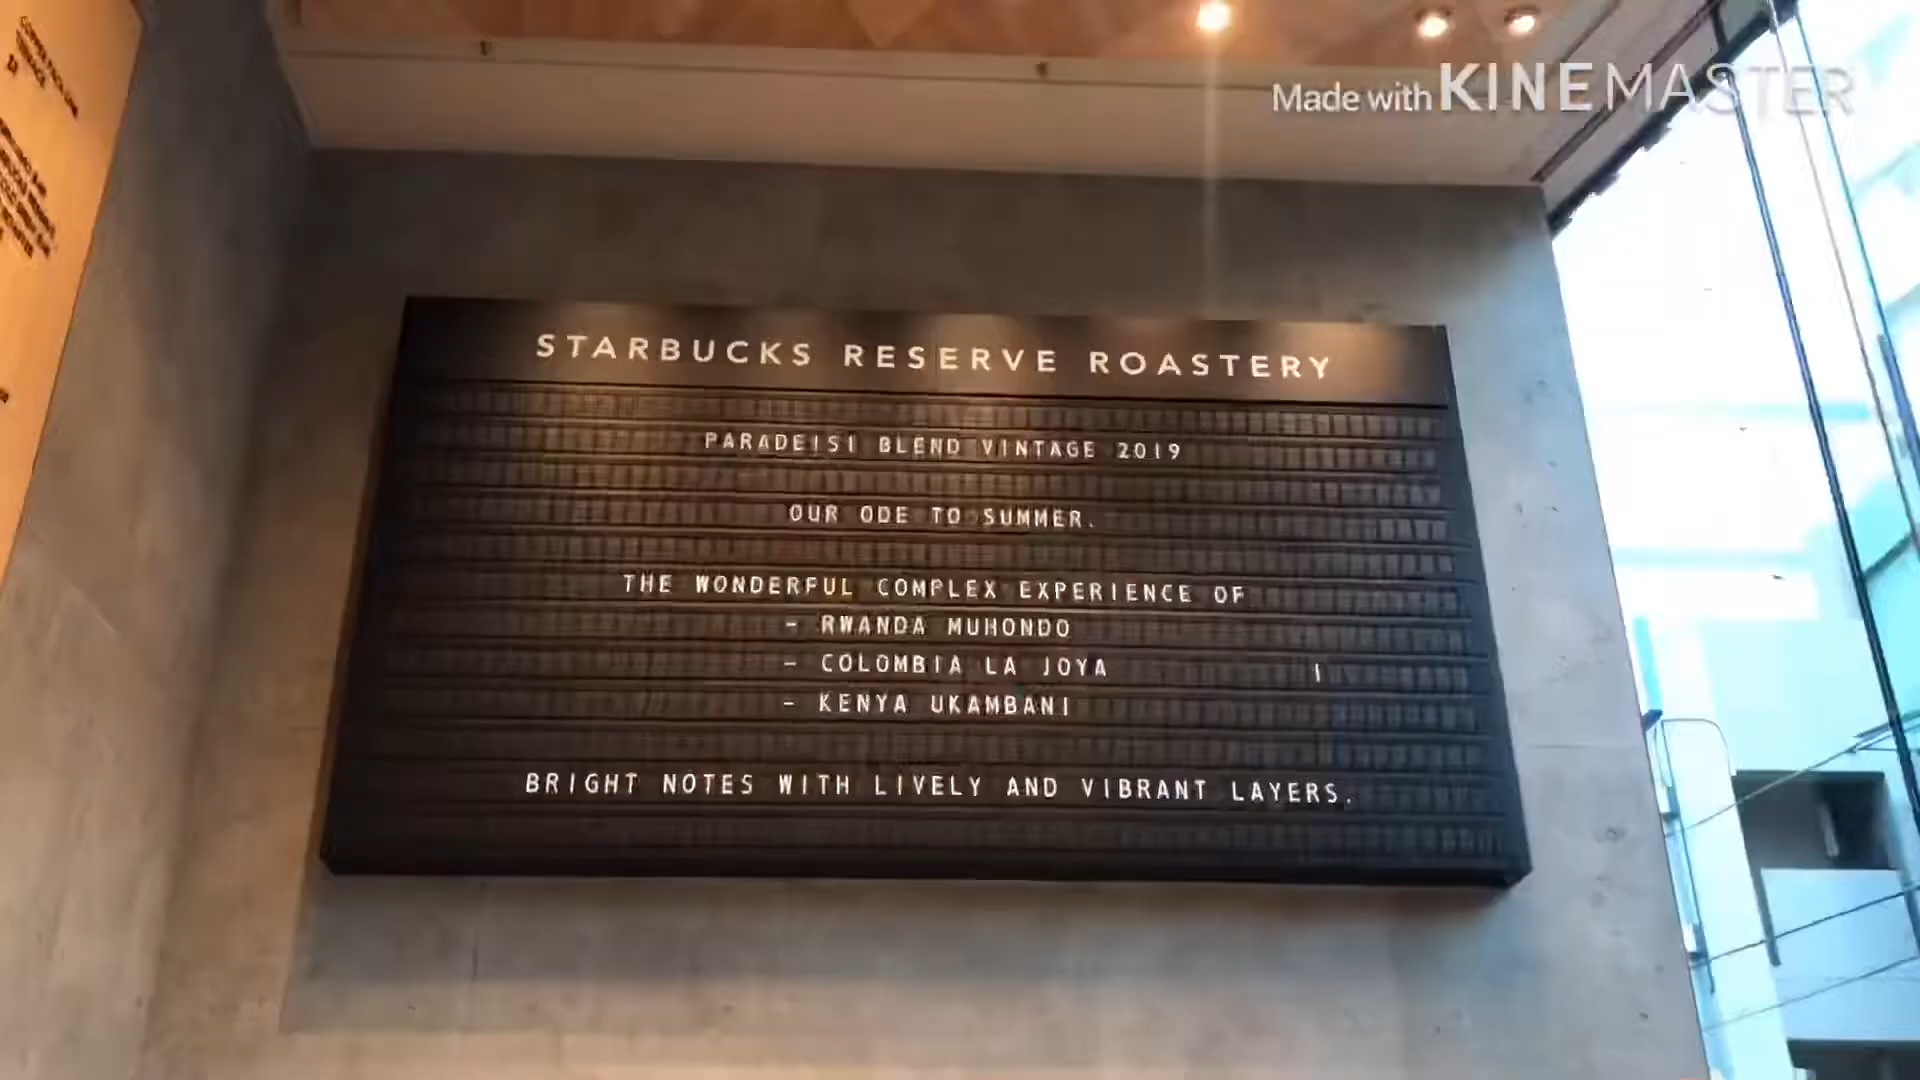 Made with KINEMASTER
STARBUCKS RESERVE ROASTERY
PARADEISI BLEND VINTAGE 2019
OUR ODE TO SUMMER.
THE WONDERFUL COMPLEX EXPERIENCE OF
- RWANDA MUHONDO
- COLOMBIA LA JOYA I
- KENYA UKAMBANI
BRIGHT NOTES WITH LIVELY AND VIBRANT LAYERS.